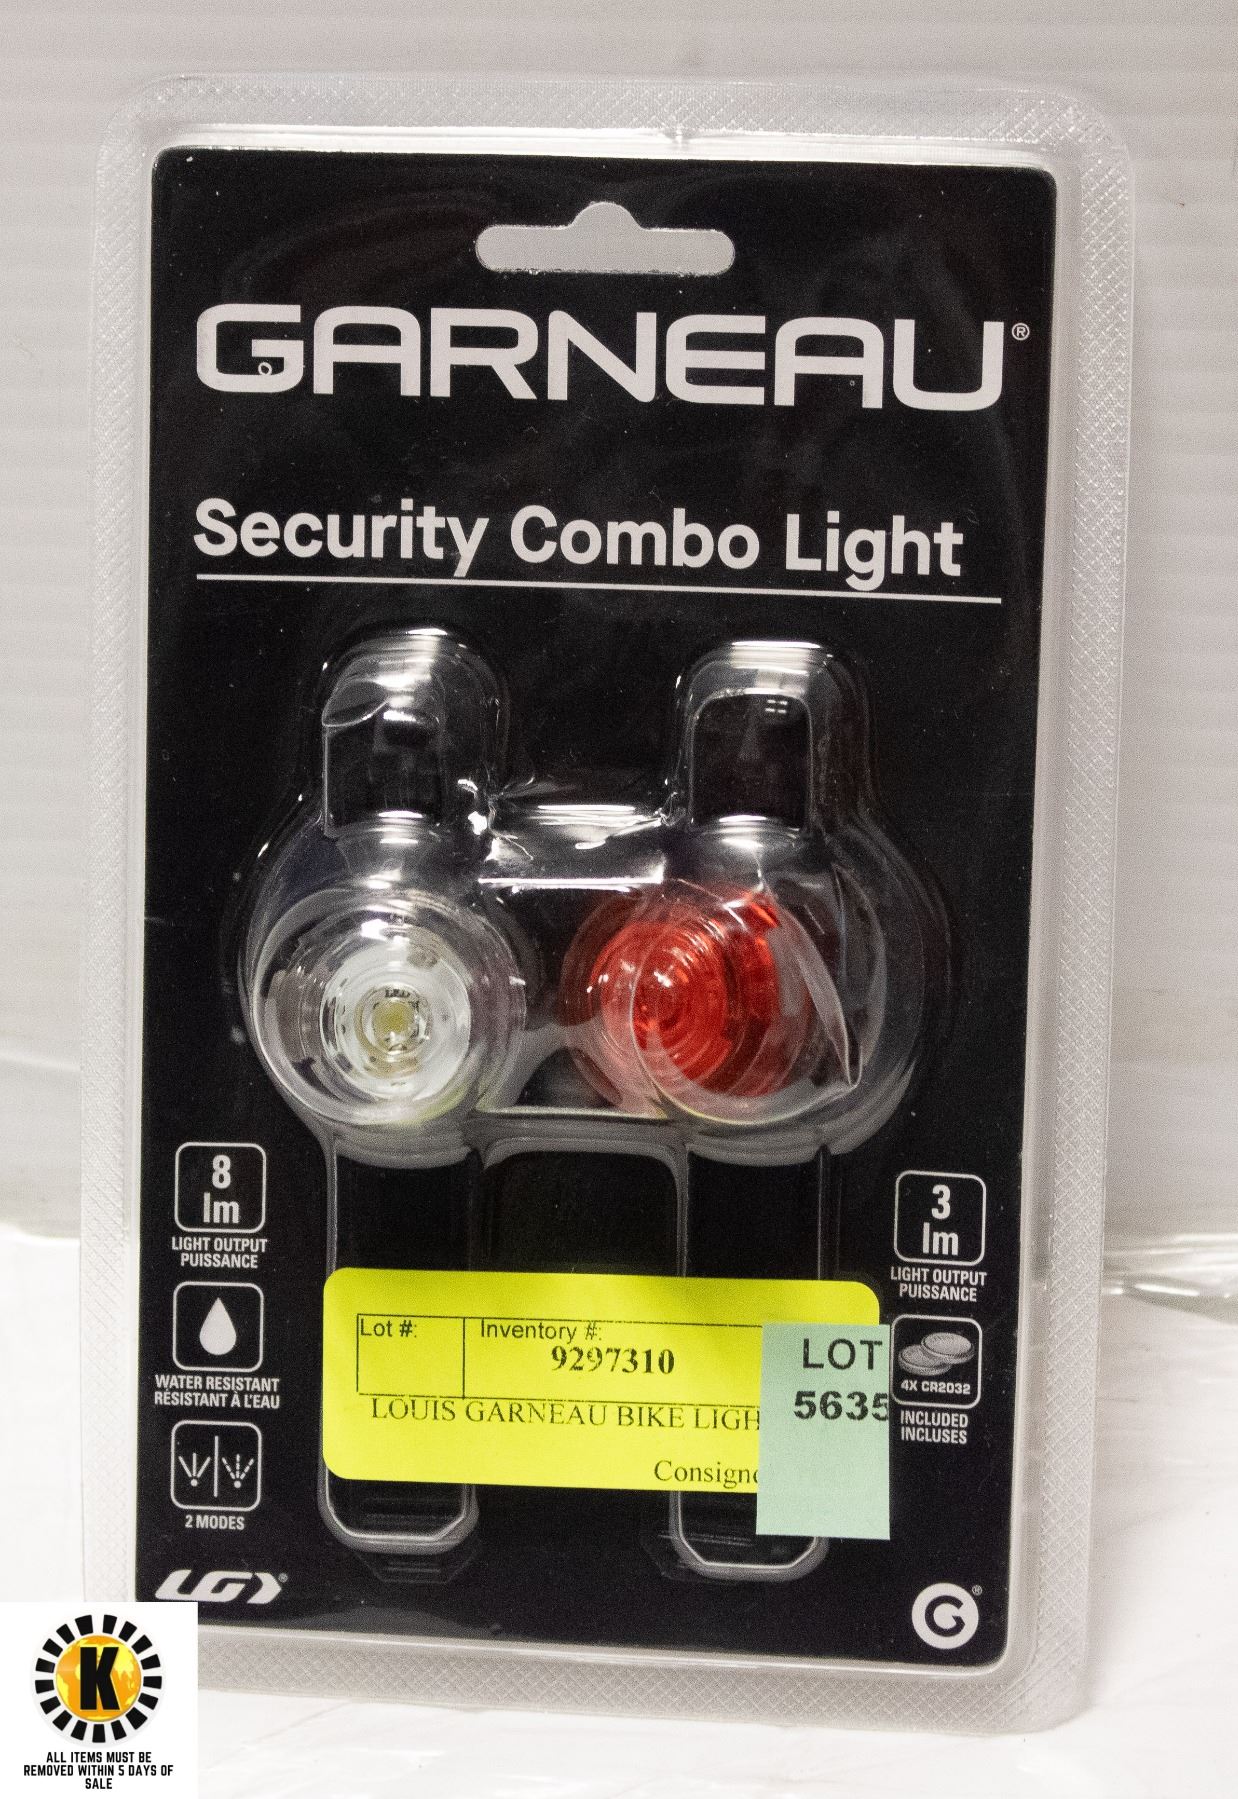 GARNEAU®
Security Combo Light
8
lm
LIGHT OUTPUT
PUISSANCE
WATER RESISTANT
RÉSISTANT À L'EAU
2 MODES
LGG®
3
lm
LIGHT OUTPUT
PUISSANCE
4X CR2032
INCLUDED
INCLUSES
Lot #:
Inventory #:
9297310
LOUIS GARNEAU BIKE LIGH
Consign
LOT
5635
G®
K
ALL ITEMS MUST BE
REMOVED WITHIN 5 DAYS OF
SALE